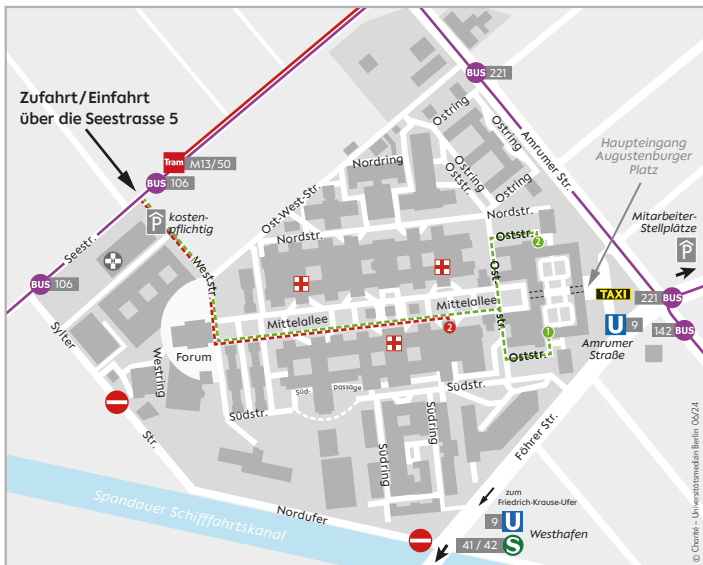 Zufahrt/Einfahrt
über die Seestrasse 5
BUS 221
Ostring
Amrumer Str.
Ostring
Haupteingang
Augustenburger
Platz
Tram M13/50
Nordring
Ostring
Oststr.
Ostring
BUS 106
Ost-West-Str.
P kosten-
pflichtig
Nordstr.
Nordstr.
Oststr.
2
Mitarbeiter-
Stellplätze
P
Seestr.
Weststr.
Ost
str.
BUS 106
Mittelallee
Mittelallee
TAXI
221 BUS
2
U 9
Amrumer
Straße
142 BUS
1
Sylter
Str.
Forum
Oststr.
Westring
Süd-
passage
Südstr.
Südstr.
Südring
Südring
Föhrer Str.
Spandauer Schifffahrtskanal
Nordufer
zum
Friedrich-Krause-Ufer
9 U
Westhafen
41 / 42 S
© Charité – Universitätsmedizin Berlin 06/24